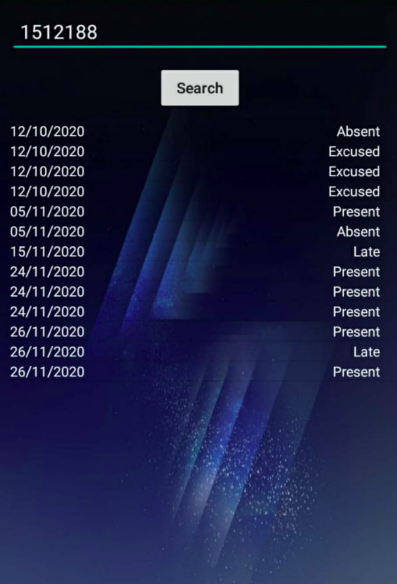 1512188
Search
12/10/2020 Absent
12/10/2020 Excused
12/10/2020 Excused
12/10/2020 Excused
05/11/2020 Present
05/11/2020 Absent
15/11/2020 Late
24/11/2020 Present
24/11/2020 Present
24/11/2020 Present
26/11/2020 Present
26/11/2020 Late
26/11/2020 Present